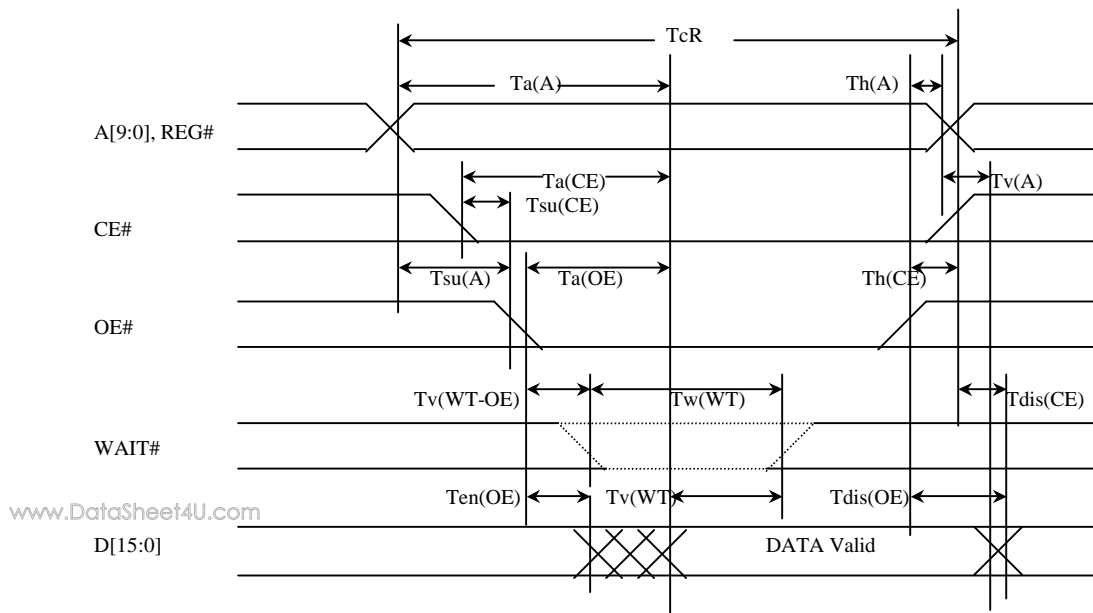 TcR
Ta(A)
Th(A)
A[9:0], REG#
Ta(CE)
Tv(A)
Tsu(CE)
CE#
Tsu(A)
Ta(OE)
Th(CE)
OE#
Tv(WT-OE)
Tw(WT)
Tdis(CE)
WAIT#
Ten(OE)
Tv(WT)
Tdis(OE)
www.DataSheet4U.com
D[15:0]
DATA Valid